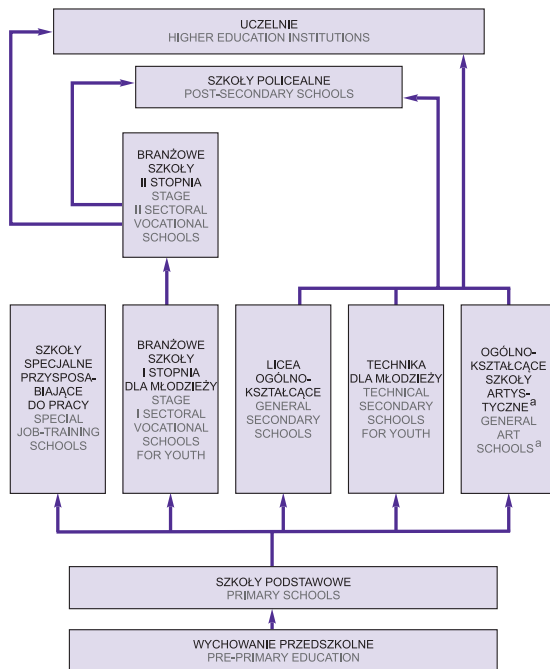 UCZELNIE
HIGHER EDUCATION INSTITUTIONS
SZKOŁY POLICEALNE
POST-SECONDARY SCHOOLS
BRANŻOWE
SZKOŁY
II STOPNIA
STAGE
II SECTORAL
VOCATIONAL
SCHOOLS
SZKOŁY
SPECJALNE
PRZYSPOSA-
BIAJĄCE
DO PRACY
SPECIAL
JOB-TRAINING
SCHOOLS
BRANŻOWE
SZKOŁY
I STOPNIA
DLA MŁODZIEŻY
STAGE
I SECTORAL
VOCATIONAL
SCHOOLS
FOR YOUTH
LICEA
OGÓLNO-
KSZTAŁCĄCE
GENERAL
SECONDARY
SCHOOLS
TECHNIKA
DLA MŁODZIEŻY
TECHNICAL
SECONDARY
SCHOOLS
FOR YOUTH
OGÓLNO-
KSZTAŁCĄCE
SZKOŁY
ARTYS-
TYCZNE a
GENERAL
ART
SCHOOLS a
SZKOŁY PODSTAWOWE
PRIMARY SCHOOLS
WYCHOWANIE PRZEDSZKOLNE
PRE-PRIMARY EDUCATION